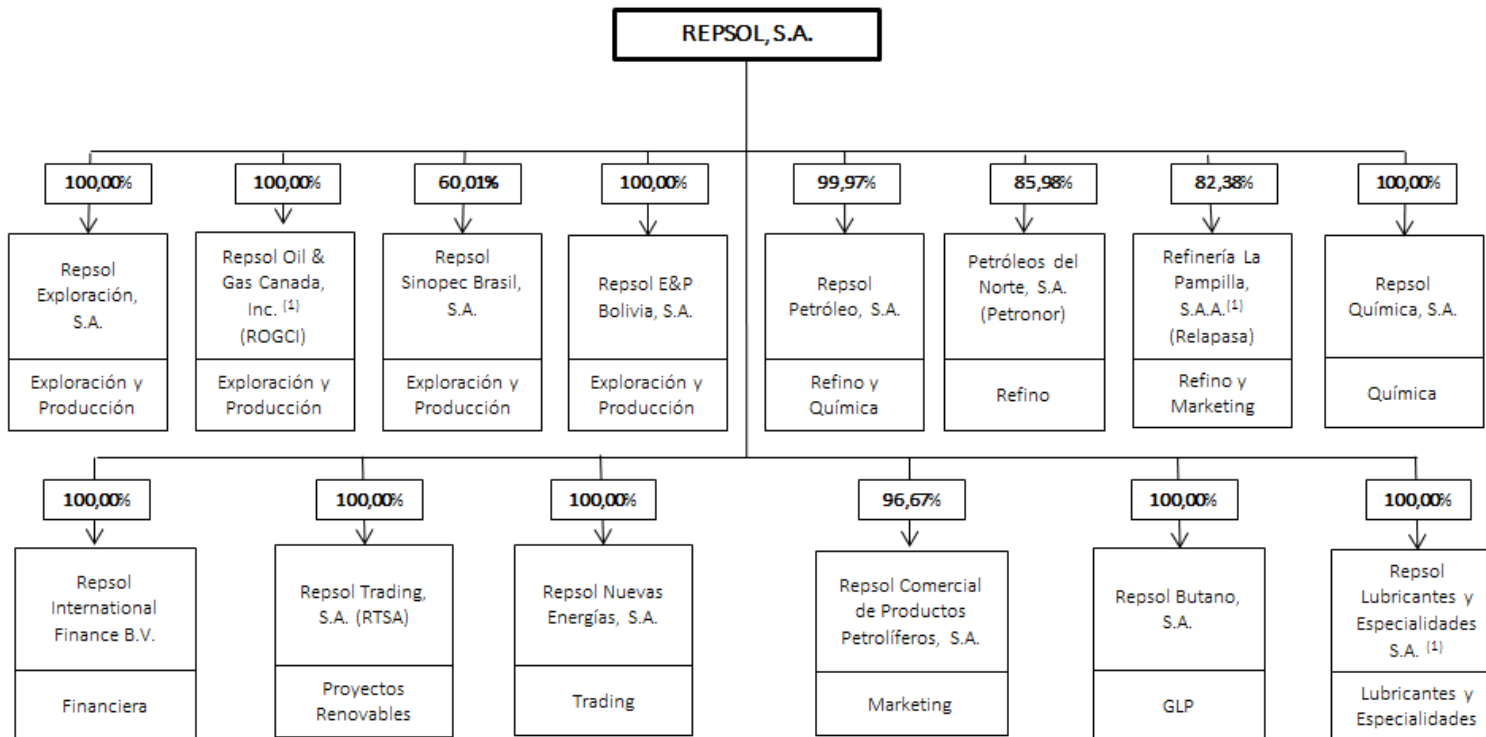 REPSOL, S.A.
100,00%
100,00%
60,01%
100,00%
99,97%
85,98%
82,38%
100,00%
Repsol
Exploración,
S.A.
Exploración y
Producción
Repsol Oil &
Gas Canada,
Inc. (1)
(ROGCI)
Exploración y
Producción
Repsol
Sinopec Brasil,
S.A.
Exploración y
Producción
Repsol E&P
Bolivia, S.A.
Exploración y
Producción
Repsol
Petróleo, S.A.
Refino y
Química
Petróleos del
Norte, S.A.
(Petronor)
Refino
Refinería La
Pampilla,
S.A.A.(1)
(Relapasa)
Refino y
Marketing
Repsol
Química, S.A.
Química
100,00%
100,00%
100,00%
96,67%
100,00%
100,00%
Repsol
International
Finance B.V.
Financiera
Repsol Trading,
S.A. (RTSA)
Proyectos
Renovables
Repsol Nuevas
Energías, S.A.
Trading
Repsol Comercial
de Productos
Petrolíferos, S.A.
Marketing
Repsol Butano,
S.A.
GLP
Repsol
Lubricantes y
Especialidades
S.A. (1)
Lubricantes y
Especialidades